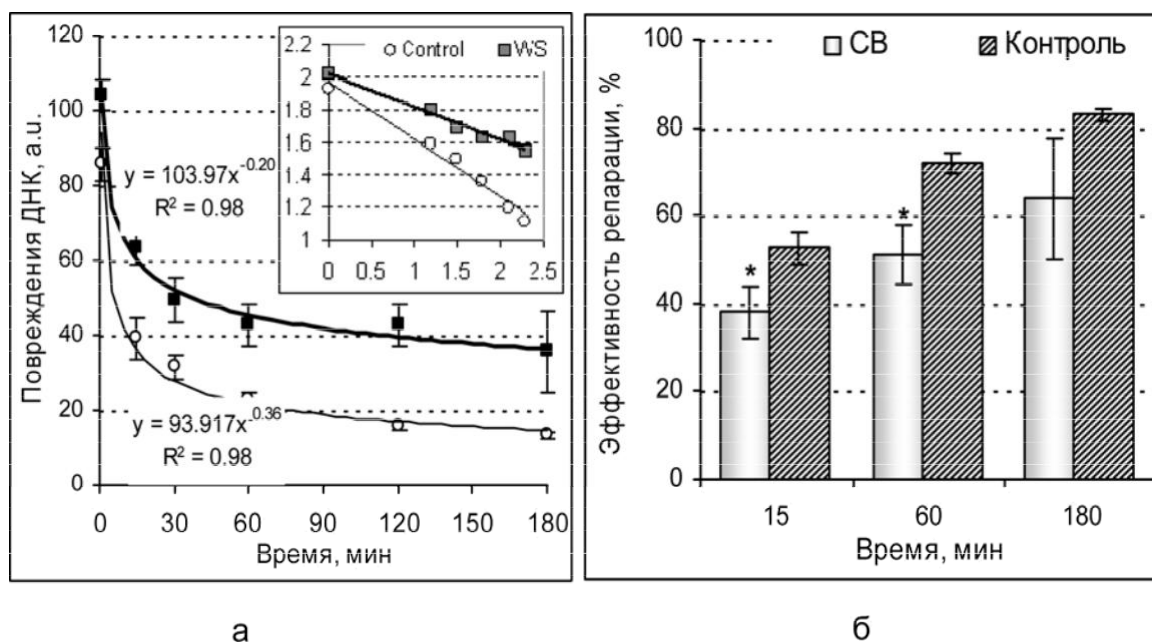 120
100
80
60
40
20
0
Повреждения ДНК, a.u.
y = 103.97x^-0.20
R² = 0.98
y = 93.917x^-0.36
R² = 0.98
0 30 60 90 120 150 180
Время, мин
2.2
2
1.8
1.6
1.4
1.2
1
Control WS
0 0.5 1 1.5 2 2.5
а
100
80
60
40
20
0
Эффективность репарации, %
СВ Контроль
*
*
15 60 180
Время, мин
б